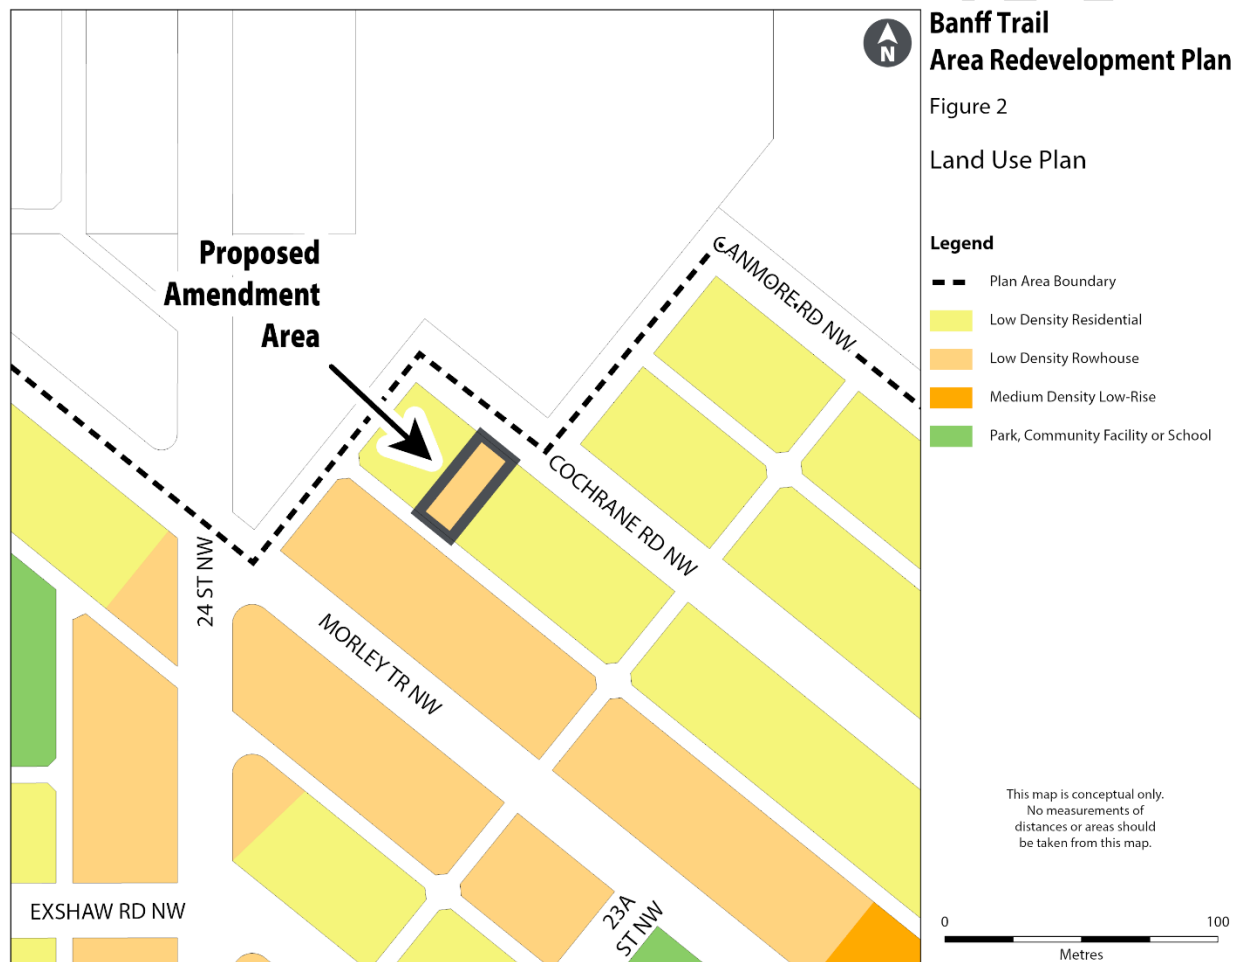 Banff Trail
Area Redevelopment Plan
Figure 2
Land Use Plan
Legend
Plan Area Boundary
Low Density Residential
Low Density Rowhouse
Medium Density Low-Rise
Park, Community Facility or School
This map is conceptual only.
No measurements of
distances or areas should
be taken from this map.
0 100
Metres
N
Proposed
Amendment
Area
CANMORE RD NW
COCHRANE RD NW
24 ST NW
MORLEY TR NW
EXSHAW RD NW
23A
ST NW